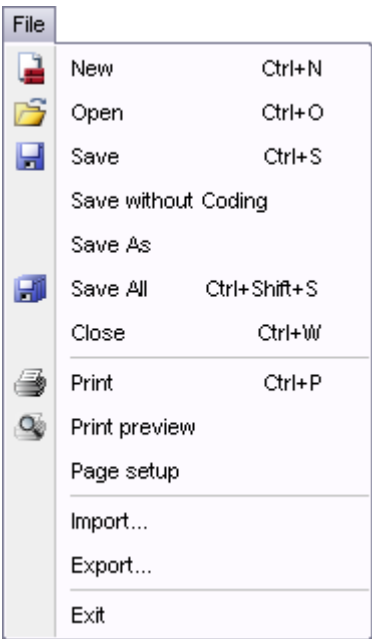 File
New Ctrl+N
Open Ctrl+O
Save Ctrl+S
Save without Coding
Save As
Save All Ctrl+Shift+S
Close Ctrl+W
Print Ctrl+P
Print preview
Page setup
Import...
Export...
Exit